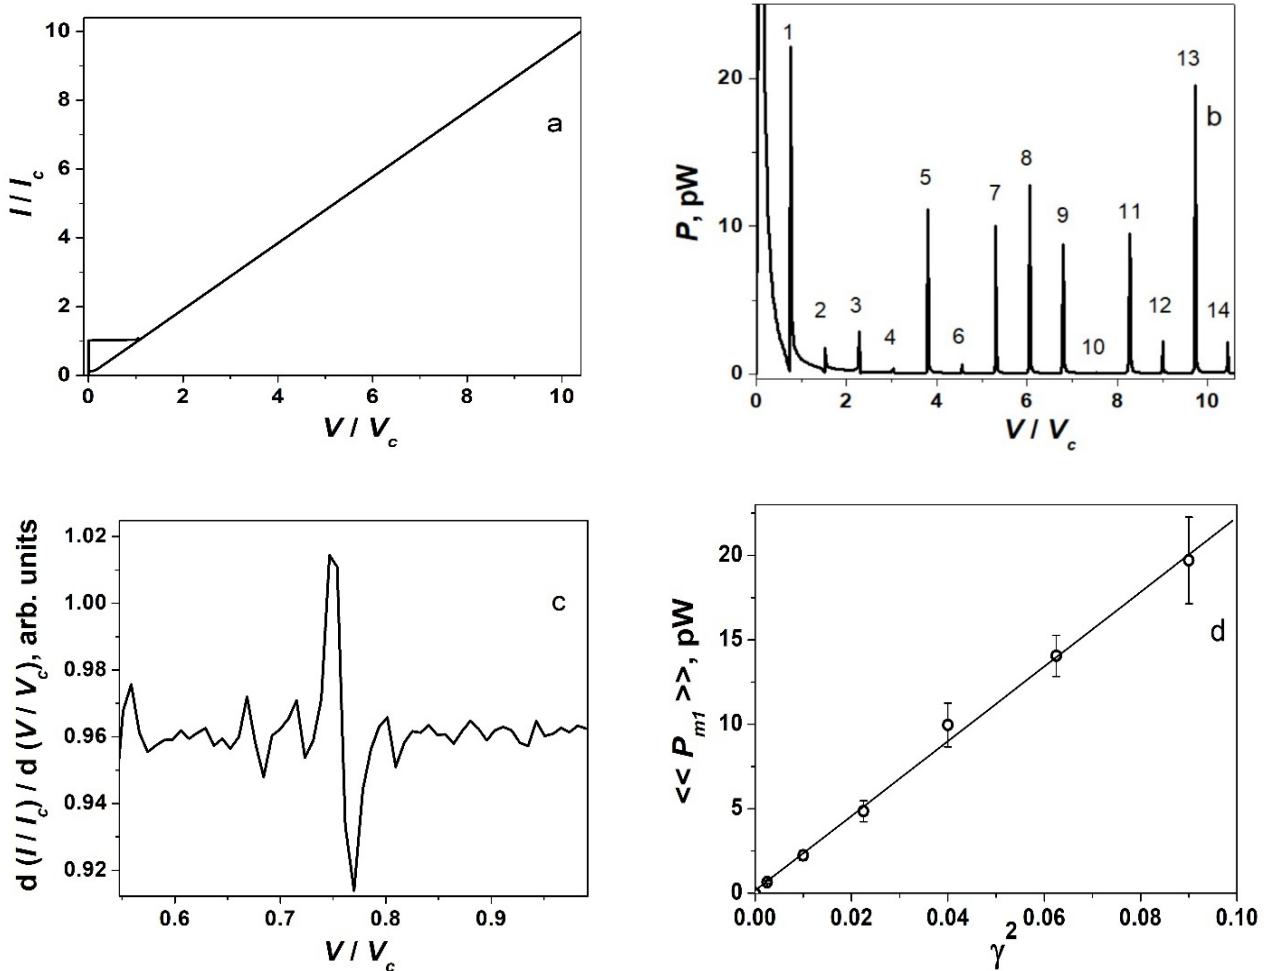 10
8
6
4
2
0
I / I_c
a
0 2 4 6 8 10
V / V_c
20
10
0
P, pW
1 2 3 4 5 6 7 8 9 10 11 12 13 14
b
0 2 4 6 8 10
V / V_c
1.02
1.00
0.98
0.96
0.94
0.92
d (I / I_c) / d (V / V_c), arb. units
c
0.6 0.7 0.8 0.9
V / V_c
20
15
10
5
0
<< P_m1 >>, pW
d
0.00 0.02 0.04 0.06 0.08 0.10
γ²